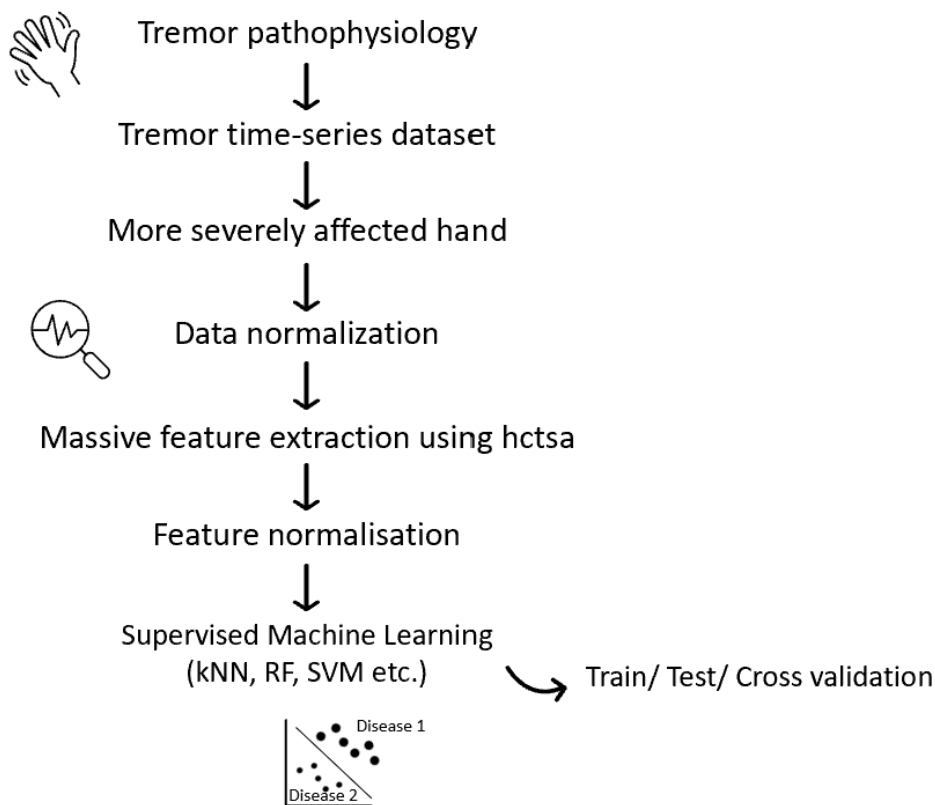 Tremor pathophysiology
Tremor time-series dataset
More severely affected hand
Data normalization
Massive feature extraction using hctsa
Feature normalisation
Supervised Machine Learning
(kNN, RF, SVM etc.)
Train/ Test/ Cross validation
Disease 1
Disease 2